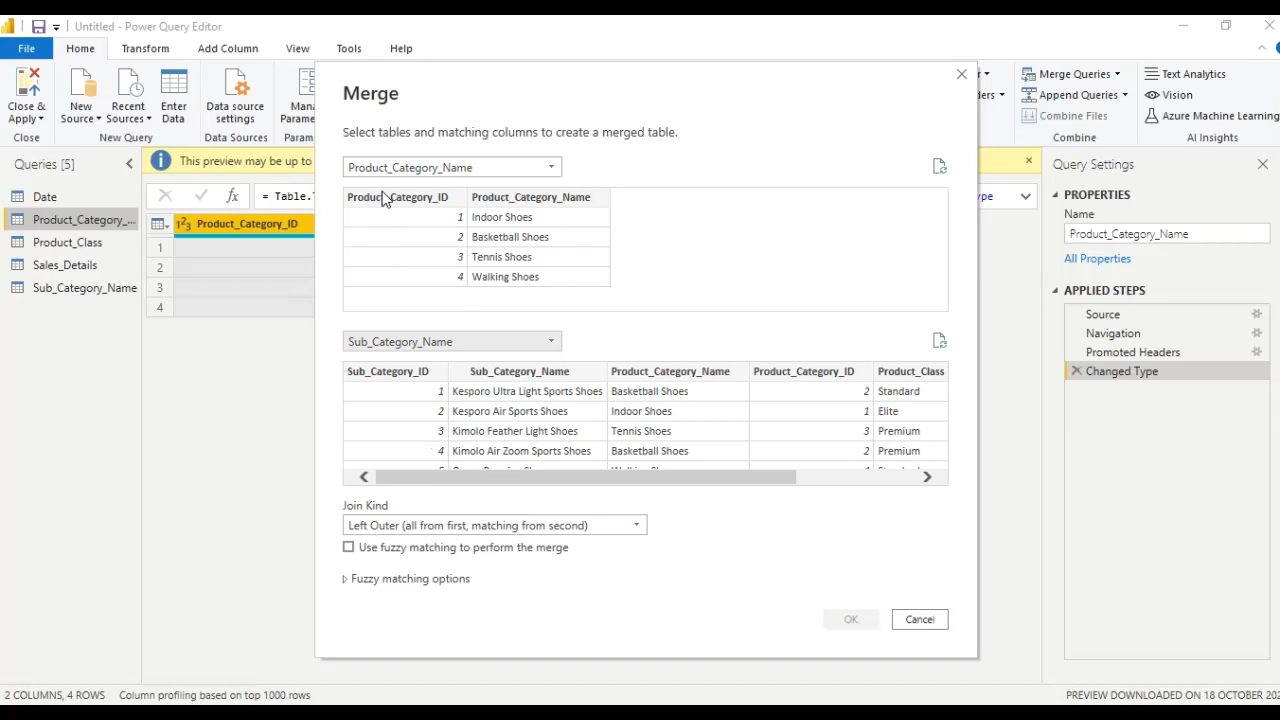 Untitled - Power Query Editor
File Home Transform Add Column View Tools Help
Close & Apply
New Source
Recent Sources
Enter Data
Data source settings
Close
New Query
Data Sources
Merge Queries
Append Queries
Combine Files
Combine
Text Analytics
Vision
Azure Machine Learning
AI Insights
Queries [5]
Date
Product_Category_...
Product_Class
Sales_Details
Sub_Category_Name
This preview may be up to
fx = Table.
Product_Category_ID
1
2
3
4
Merge
Select tables and matching columns to create a merged table.
Product_Category_Name
Product_Category_ID Product_Category_Name
1 Indoor Shoes
2 Basketball Shoes
3 Tennis Shoes
4 Walking Shoes
Sub_Category_Name
Sub_Category_ID Sub_Category_Name Product_Category_Name Product_Category_ID Product_Class
1 Kesporo Ultra Light Sports Shoes Basketball Shoes 2 Standard
2 Kesporo Air Sports Shoes Indoor Shoes 1 Elite
3 Kimolo Feather Light Shoes Tennis Shoes 3 Premium
4 Kimolo Air Zoom Sports Shoes Basketball Shoes 2 Premium
Join Kind
Left Outer (all from first, matching from second)
Use fuzzy matching to perform the merge
Fuzzy matching options
OK Cancel
Query Settings
PROPERTIES
Name
Product_Category_Name
All Properties
APPLIED STEPS
Source
Navigation
Promoted Headers
Changed Type
2 COLUMNS, 4 ROWS Column profiling based on top 1000 rows
PREVIEW DOWNLOADED ON 18 OCTOBER